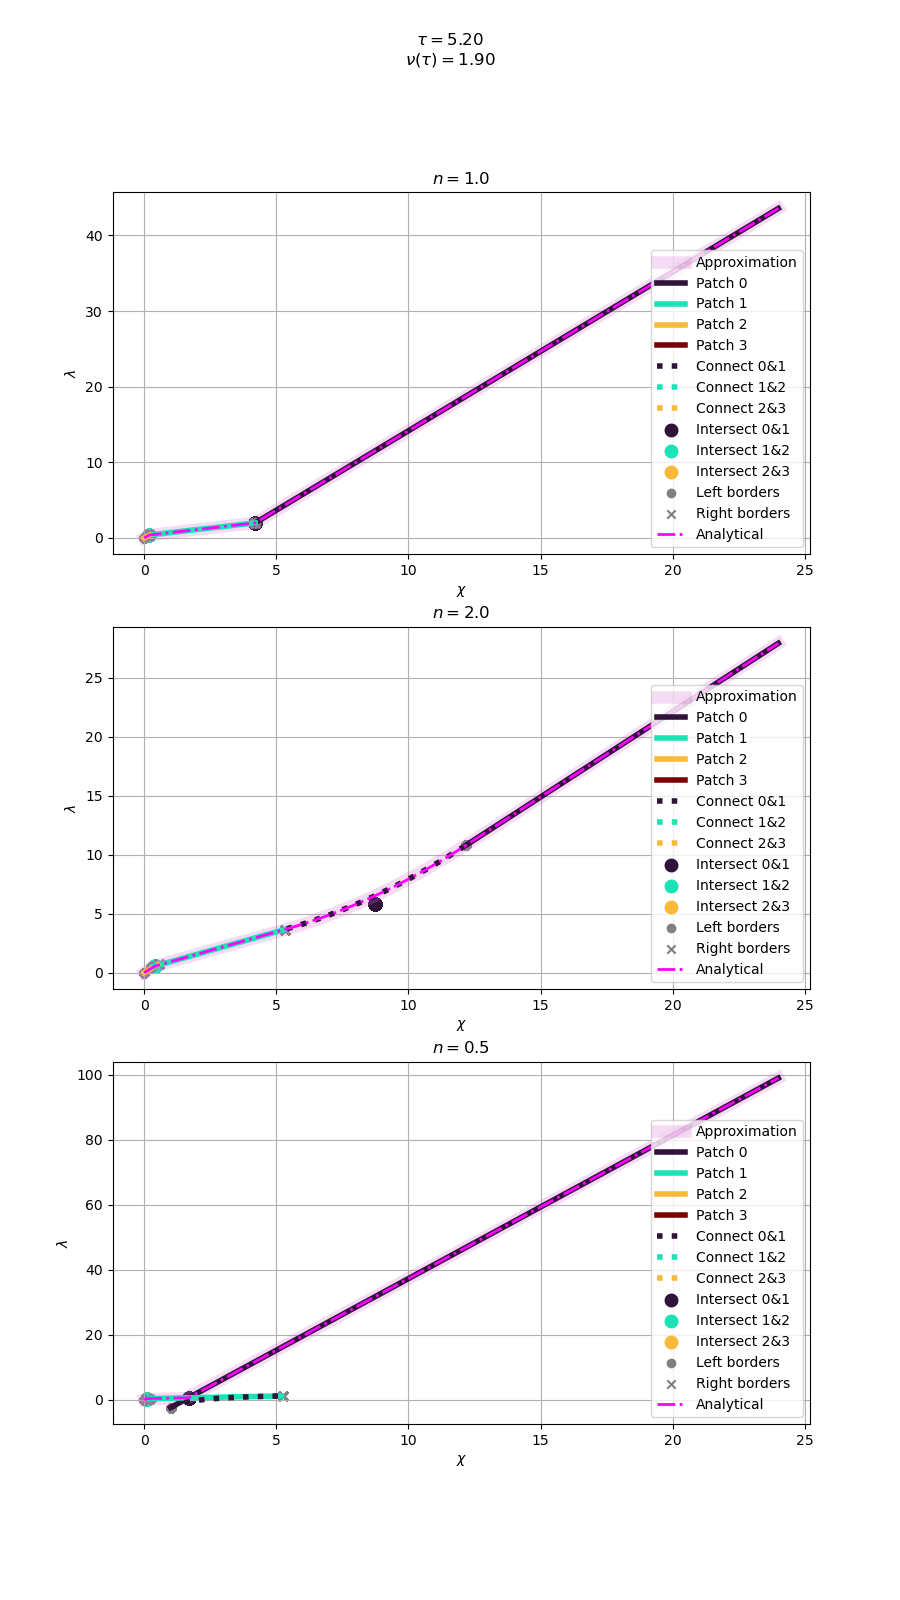 τ = 5.20
ν(τ) = 1.90
n = 1.0
λ
40
30
20
10
0
0 5 10 15 20 25
χ
Approximation
Patch 0
Patch 1
Patch 2
Patch 3
Connect 0&1
Connect 1&2
Connect 2&3
Intersect 0&1
Intersect 1&2
Intersect 2&3
Left borders
Right borders
Analytical
n = 2.0
λ
25
20
15
10
5
0
0 5 10 15 20 25
χ
Approximation
Patch 0
Patch 1
Patch 2
Patch 3
Connect 0&1
Connect 1&2
Connect 2&3
Intersect 0&1
Intersect 1&2
Intersect 2&3
Left borders
Right borders
Analytical
n = 0.5
λ
100
80
60
40
20
0
0 5 10 15 20 25
χ
Approximation
Patch 0
Patch 1
Patch 2
Patch 3
Connect 0&1
Connect 1&2
Connect 2&3
Intersect 0&1
Intersect 1&2
Intersect 2&3
Left borders
Right borders
Analytical